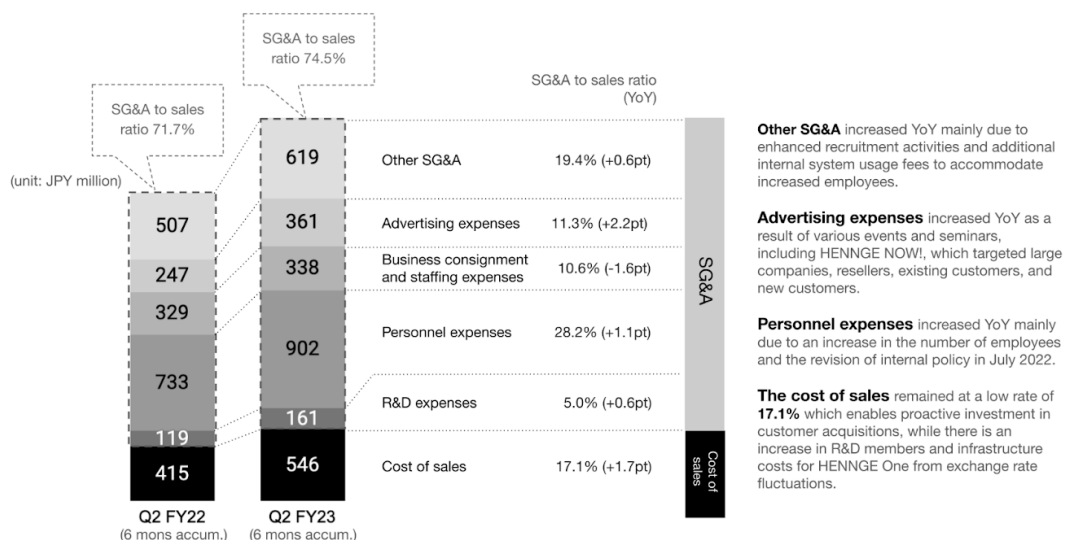 SG&A to sales
ratio 74.5%
SG&A to sales
ratio 71.7%
(unit: JPY million)
507
247
329
733
119
415
Q2 FY22
(6 mons accum.)
619
361
338
902
161
546
Q2 FY23
(6 mons accum.)
SG&A to sales ratio
(YoY)
Other SG&A 19.4% (+0.6pt)
Advertising expenses 11.3% (+2.2pt)
Business consignment
and staffing expenses 10.6% (-1.6pt)
Personnel expenses 28.2% (+1.1pt)
R&D expenses 5.0% (+0.6pt)
Cost of sales 17.1% (+1.7pt)
SG&A
Cost of
sales
Other SG&A increased YoY mainly due to
enhanced recruitment activities and additional
internal system usage fees to accommodate
increased employees.
Advertising expenses increased YoY as a
result of various events and seminars,
including HENNGE NOW!, which targeted large
companies, resellers, existing customers, and
new customers.
Personnel expenses increased YoY mainly
due to an increase in the number of employees
and the revision of internal policy in July 2022.
The cost of sales remained at a low rate of
17.1% which enables proactive investment in
customer acquisitions, while there is an
increase in R&D members and infrastructure
costs for HENNGE One from exchange rate
fluctuations.